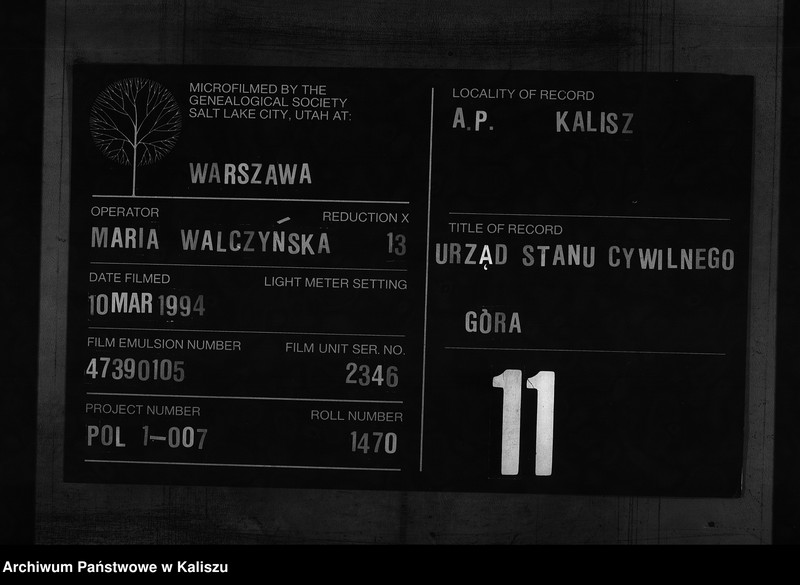 MICROFILMED BY THE
GENEALOGICAL SOCIETY
SALT LAKE CITY, UTAH AT:
WARSZAWA
OPERATOR REDUCTION X
MARIA WALCZYŃSKA 13
DATE FILMED LIGHT METER SETTING
10 MAR 1994
FILM EMULSION NUMBER FILM UNIT SER. NO.
47390105 2346
PROJECT NUMBER ROLL NUMBER
POL 1-007 1470
LOCALITY OF RECORD
A.P. KALISZ
TITLE OF RECORD
URZĄD STANU CYWILNEGO
GÒRA
11
Archiwum Państwowe w Kaliszu